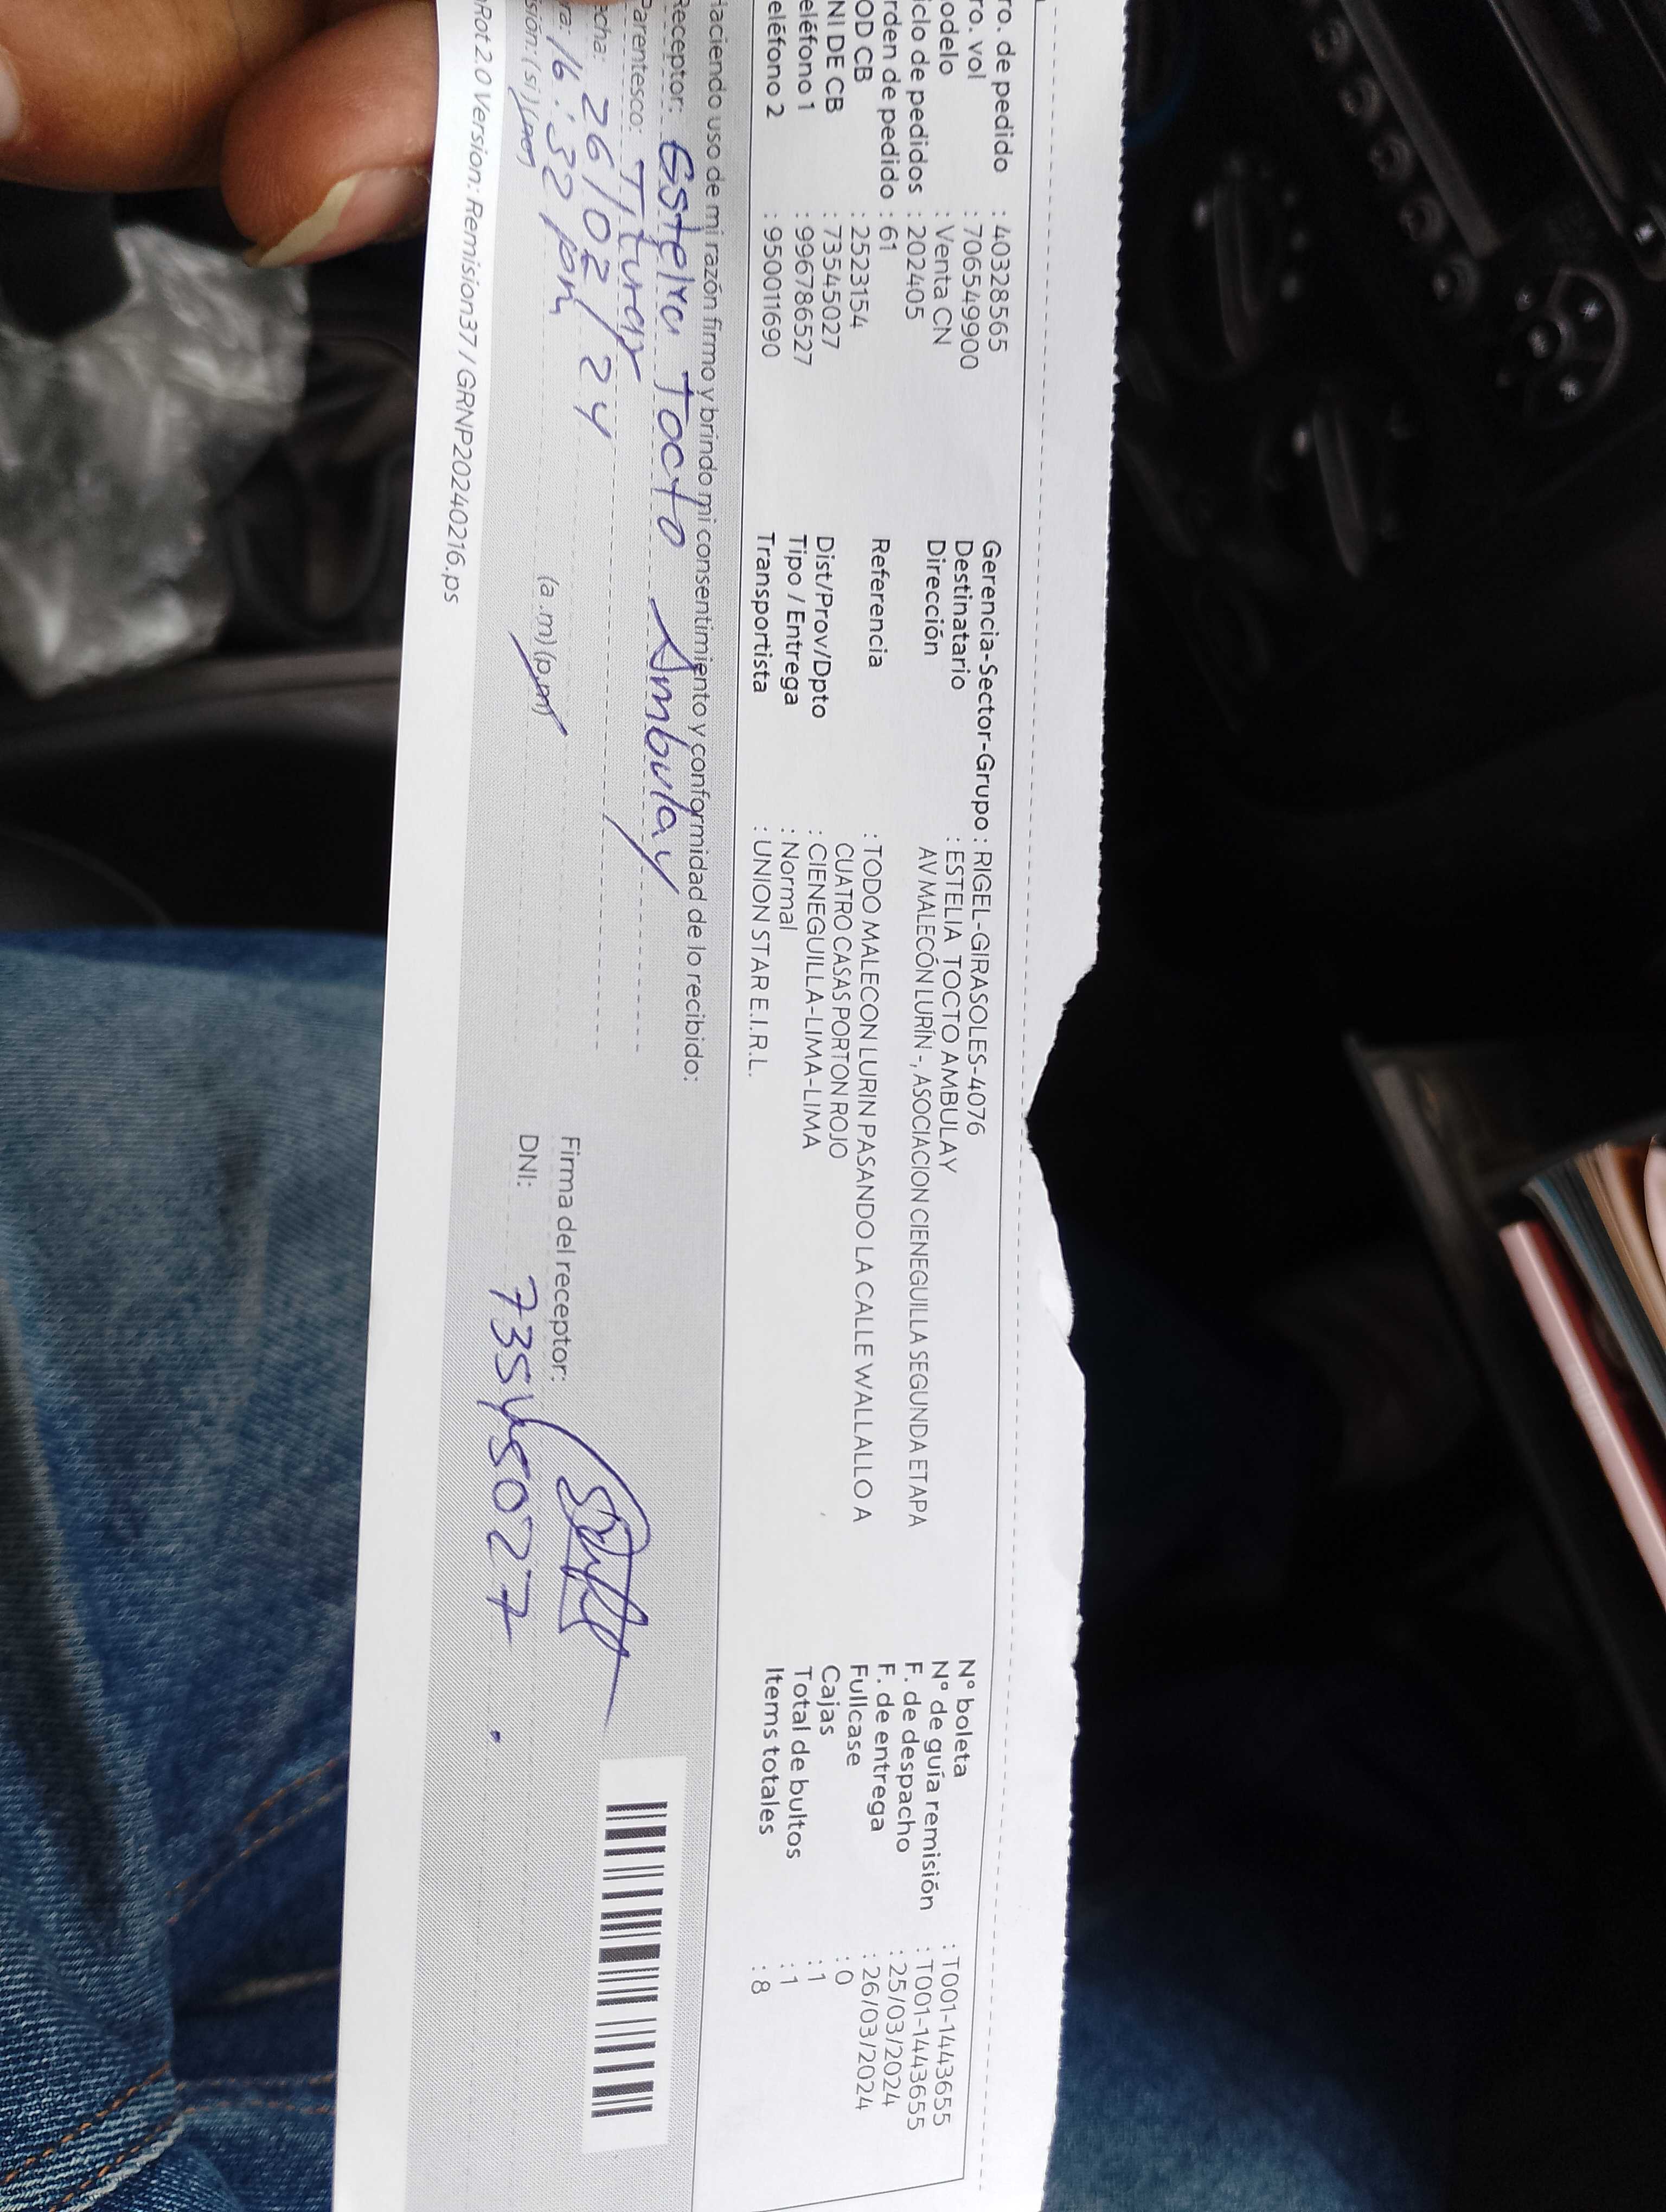 ro. de pedido : 40328565
ro. vol : 706549900
odelo : Venta CN
iclo de pedidos : 202405
rden de pedido : 61
OD CB : 2523154
NI DE CB : 73545027
eléfono 1 : 996786527
eléfono 2 : 950011690
Gerencia-Sector-Grupo : RIGEL-GIRASOLES-4076
Destinatario : ESTELIA TOCTO AMBULAY
Dirección AV MALECÓN LURÍN -, ASOCIACION CIENEGUILLA SEGUNDA ETAPA
Referencia : TODO MALECON LURIN PASANDO LA CALLE WALLALLO A
CUATRO CASAS PORTON ROJO
Dist/Prov/Dpto : CIENEGUILLA-LIMA-LIMA
Tipo / Entrega : Normal
Transportista : UNION STAR E.I.R.L.
N° boleta : T001-1443655
N° de guía remisión : T001-1443655
F. de despacho : 25/03/2024
F. de entrega : 26/03/2024
Fullcase : 0
Cajas : 1
Total de bultos : 1
Items totales : 8
Haciendo uso de mi razón firmo y brindo mi consentimiento y conformidad de lo recibido:
Receptor: Estelia Tocto Ambulay
Parentesco: Titular
cha: 26/02/24
ra: 16:32 pm (a.m) (p.m)
sión: (si)
Firma del receptor:
DNI: 73545027
aRot 2.0 Version: Remision37 / GRNP20240216.ps